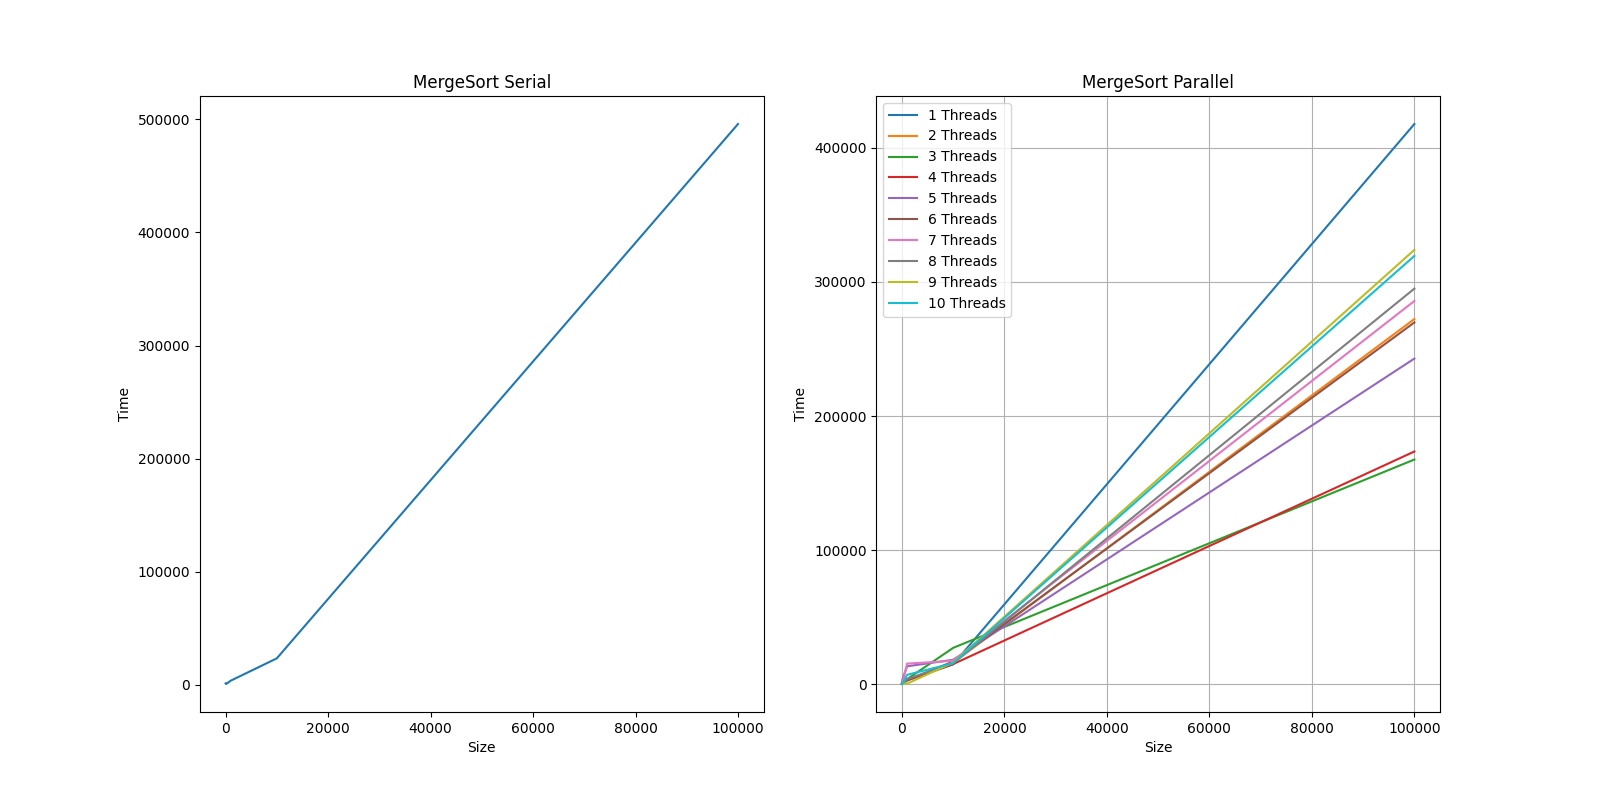 MergeSort Serial
500000
400000
300000
200000
100000
0
Time
0 20000 40000 60000 80000 100000
Size
MergeSort Parallel
1 Threads
2 Threads
3 Threads
4 Threads
5 Threads
6 Threads
7 Threads
8 Threads
9 Threads
10 Threads
400000
300000
200000
100000
0
Time
0 20000 40000 60000 80000 100000
Size